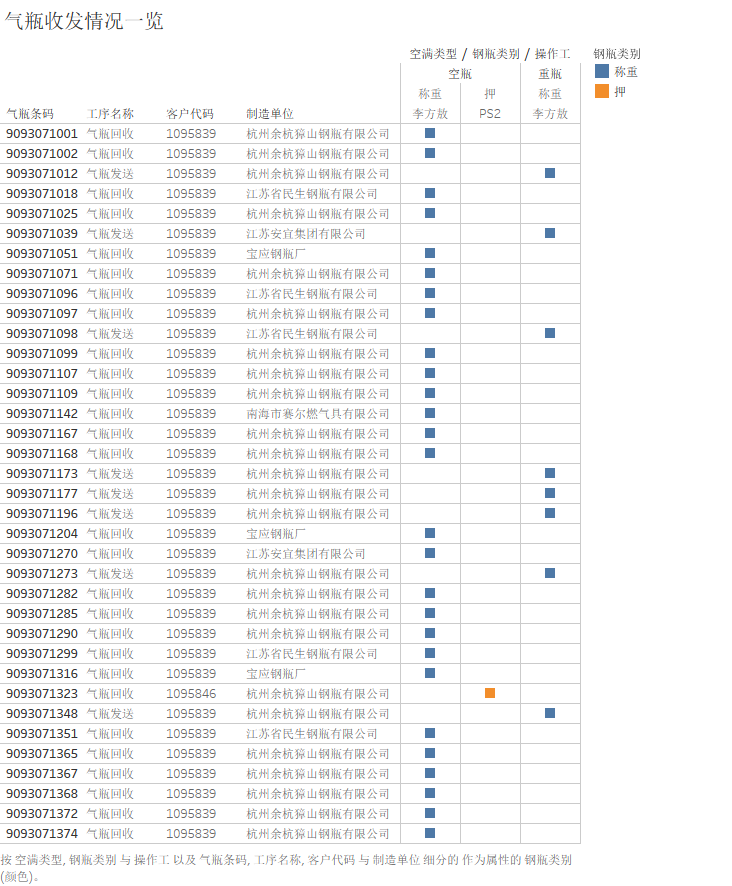 气瓶收发情况一览
空满类型 / 钢瓶类别 / 操作工
钢瓶类别
空瓶 重瓶
称重
称重 押 称重
押
气瓶条码 工序名称 客户代码 制造单位 李方敖 PS2 李方敖
9093071001 气瓶回收 1095839 杭州余杭猄山钢瓶有限公司
9093071002 气瓶回收 1095839 杭州余杭猄山钢瓶有限公司
9093071012 气瓶发送 1095839 杭州余杭猄山钢瓶有限公司
9093071018 气瓶回收 1095839 江苏省民生钢瓶有限公司
9093071025 气瓶回收 1095839 杭州余杭猄山钢瓶有限公司
9093071039 气瓶发送 1095839 江苏安宜集团有限公司
9093071051 气瓶回收 1095839 宝应钢瓶厂
9093071071 气瓶回收 1095839 杭州余杭猄山钢瓶有限公司
9093071096 气瓶回收 1095839 江苏省民生钢瓶有限公司
9093071097 气瓶回收 1095839 杭州余杭猄山钢瓶有限公司
9093071098 气瓶发送 1095839 江苏省民生钢瓶有限公司
9093071099 气瓶回收 1095839 杭州余杭猄山钢瓶有限公司
9093071107 气瓶回收 1095839 杭州余杭猄山钢瓶有限公司
9093071109 气瓶回收 1095839 杭州余杭猄山钢瓶有限公司
9093071142 气瓶回收 1095839 南海市赛尔燃气具有限公司
9093071167 气瓶回收 1095839 杭州余杭猄山钢瓶有限公司
9093071168 气瓶回收 1095839 杭州余杭猄山钢瓶有限公司
9093071173 气瓶发送 1095839 杭州余杭猄山钢瓶有限公司
9093071177 气瓶发送 1095839 杭州余杭猄山钢瓶有限公司
9093071196 气瓶发送 1095839 杭州余杭猄山钢瓶有限公司
9093071204 气瓶回收 1095839 宝应钢瓶厂
9093071270 气瓶回收 1095839 江苏安宜集团有限公司
9093071273 气瓶发送 1095839 杭州余杭猄山钢瓶有限公司
9093071282 气瓶回收 1095839 杭州余杭猄山钢瓶有限公司
9093071285 气瓶回收 1095839 杭州余杭猄山钢瓶有限公司
9093071290 气瓶回收 1095839 杭州余杭猄山钢瓶有限公司
9093071299 气瓶回收 1095839 江苏省民生钢瓶有限公司
9093071316 气瓶回收 1095839 宝应钢瓶厂
9093071323 气瓶回收 1095846 杭州余杭猄山钢瓶有限公司
9093071348 气瓶发送 1095839 杭州余杭猄山钢瓶有限公司
9093071351 气瓶回收 1095839 江苏省民生钢瓶有限公司
9093071365 气瓶回收 1095839 杭州余杭猄山钢瓶有限公司
9093071367 气瓶回收 1095839 杭州余杭猄山钢瓶有限公司
9093071368 气瓶回收 1095839 杭州余杭猄山钢瓶有限公司
9093071372 气瓶回收 1095839 杭州余杭猄山钢瓶有限公司
9093071374 气瓶回收 1095839 杭州余杭猄山钢瓶有限公司
按 空满类型, 钢瓶类别 与 操作工 以及 气瓶条码, 工序名称, 客户代码 与 制造单位 细分的 作为属性的 钢瓶类别
(颜色)。